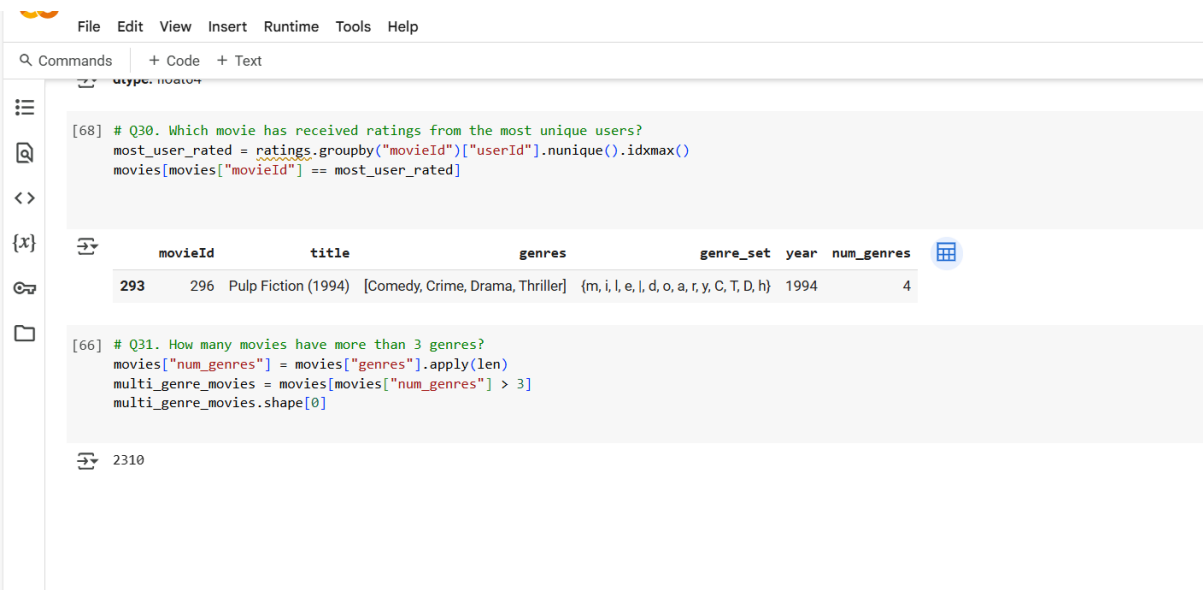 File Edit View Insert Runtime Tools Help
Commands + Code + Text
dtype: float64
[68] # Q30. Which movie has received ratings from the most unique users?
most_user_rated = ratings.groupby("movieId")["userId"].nunique().idxmax()
movies[movies["movieId"] == most_user_rated]
movieId title genres genre_set year num_genres
293 296 Pulp Fiction (1994) [Comedy, Crime, Drama, Thriller] {m, i, l, e, |, d, o, a, r, y, C, T, D, h} 1994 4
[66] # Q31. How many movies have more than 3 genres?
movies["num_genres"] = movies["genres"].apply(len)
multi_genre_movies = movies[movies["num_genres"] > 3]
multi_genre_movies.shape[0]
2310